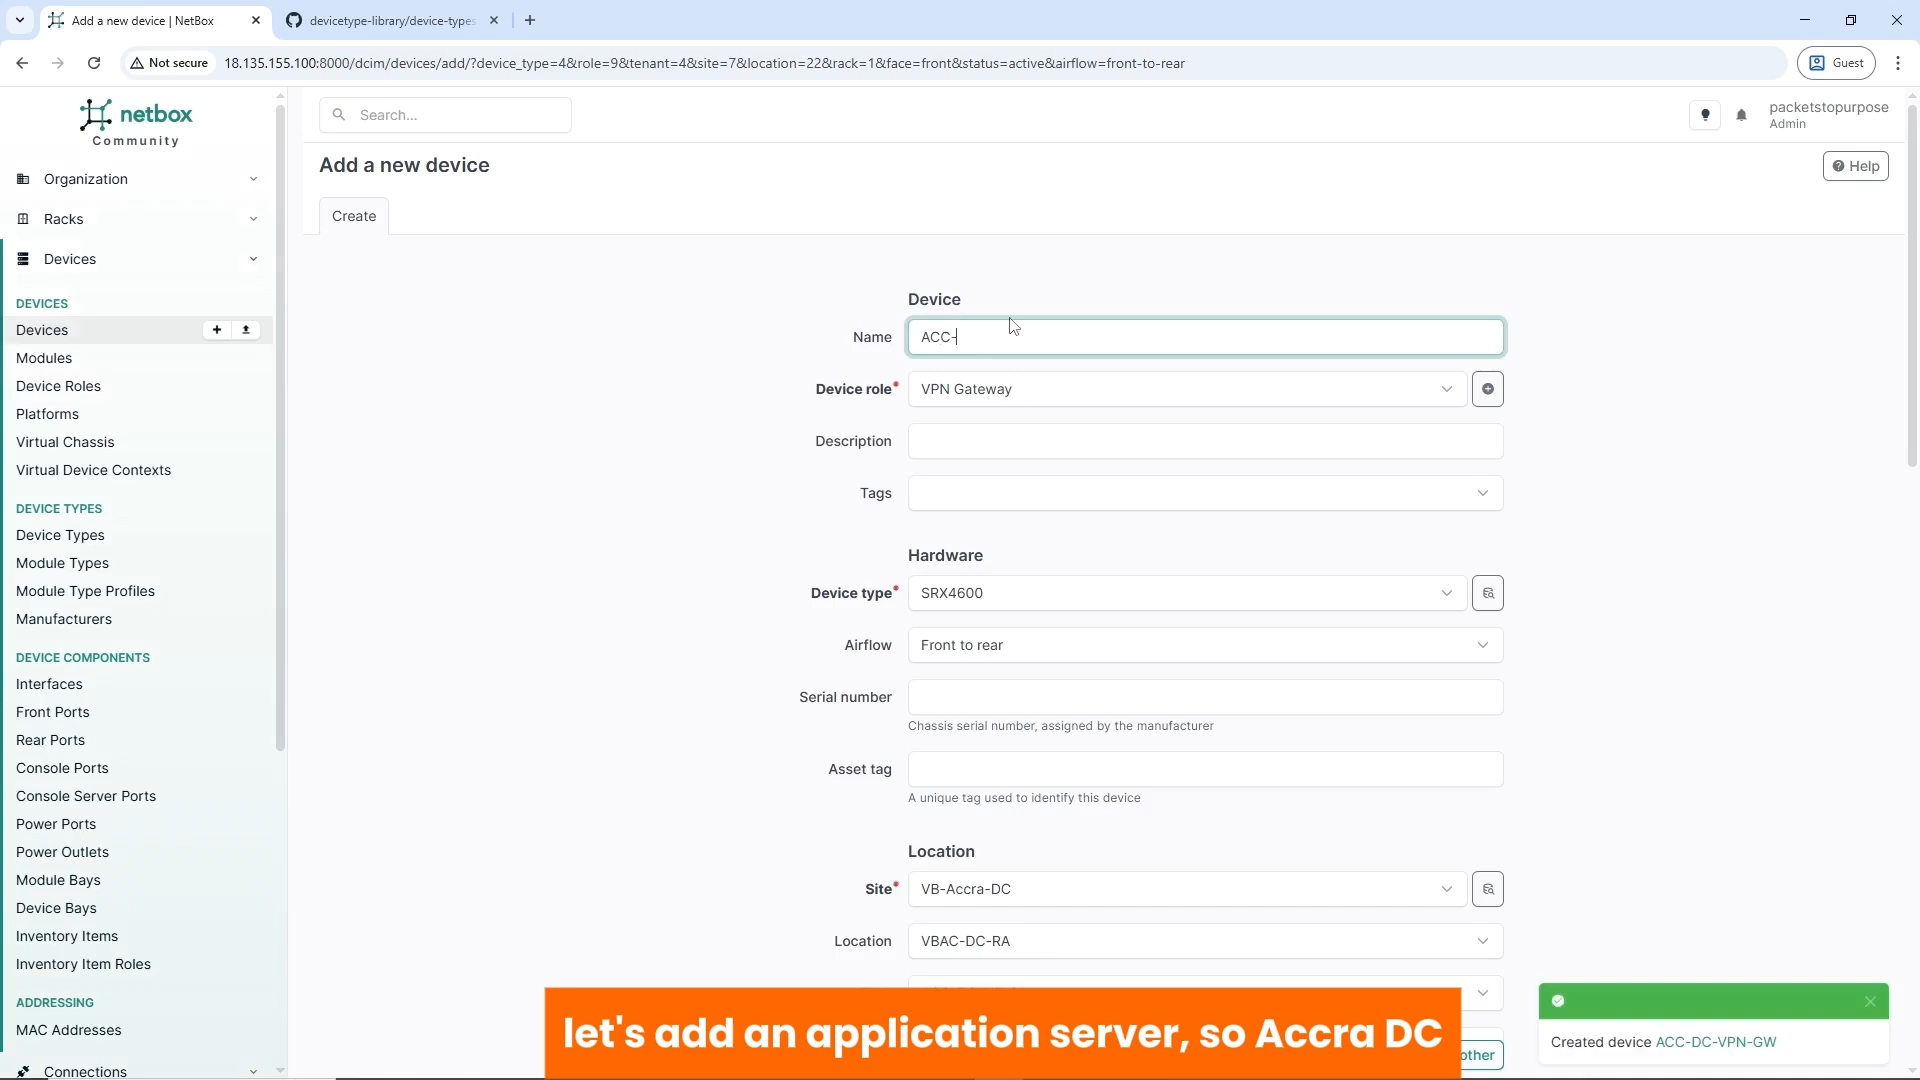 Add a new device | NetBox
devicetype-library/device-types
Not secure
18.135.155.100:8000/dcim/devices/add/?device_type=4&role=9&tenant=4&site=7&location=22&rack=1&face=front&status=active&airflow=front-to-rear
Guest
netbox
Community
Search...
packetstopurpose
Admin
Add a new device
Help
Create
Organization
Racks
Devices
DEVICES
Devices
Modules
Device Roles
Platforms
Virtual Chassis
Virtual Device Contexts
DEVICE TYPES
Device Types
Module Types
Module Type Profiles
Manufacturers
DEVICE COMPONENTS
Interfaces
Front Ports
Rear Ports
Console Ports
Console Server Ports
Power Ports
Power Outlets
Module Bays
Device Bays
Inventory Items
Inventory Item Roles
ADDRESSING
MAC Addresses
Connections
Device
Name ACC-
Device role* VPN Gateway
Description
Tags
Hardware
Device type* SRX4600
Airflow Front to rear
Serial number
Chassis serial number, assigned by the manufacturer
Asset tag
A unique tag used to identify this device
Location
Site* VB-Accra-DC
Location VBAC-DC-RA
let's add an application server, so Accra DC
other
Created device ACC-DC-VPN-GW